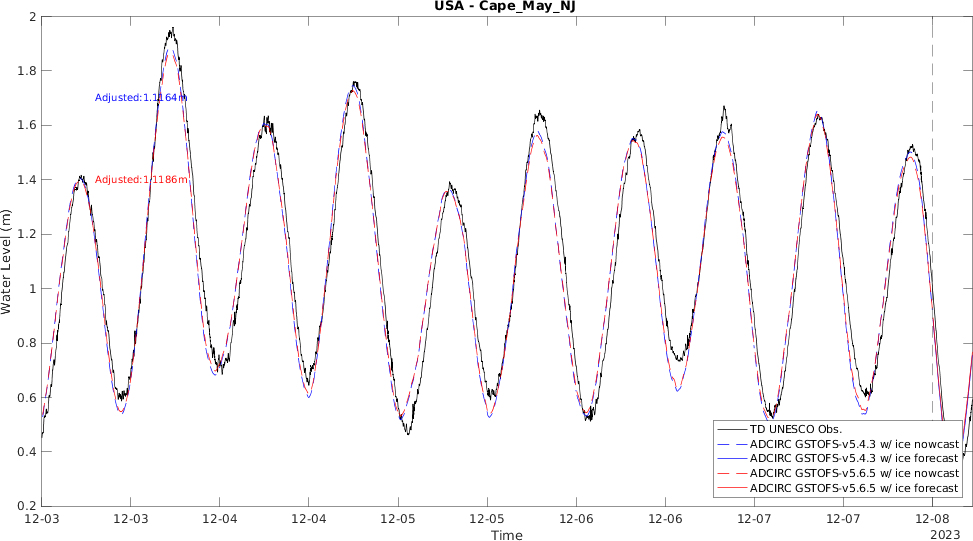 USA - Cape_May_NJ
2
1.8
1.6
1.4
1.2
1
0.8
0.6
0.4
0.2
Water Level (m)
Adjusted:1.1164m
Adjusted:1.1186m
TD UNESCO Obs.
ADCIRC GSTOFS-v5.4.3 w/ ice nowcast
ADCIRC GSTOFS-v5.4.3 w/ ice forecast
ADCIRC GSTOFS-v5.6.5 w/ ice nowcast
ADCIRC GSTOFS-v5.6.5 w/ ice forecast
12-03 12-03 12-04 12-04 12-05 12-05 12-06 12-06 12-07 12-07 12-08
2023
Time